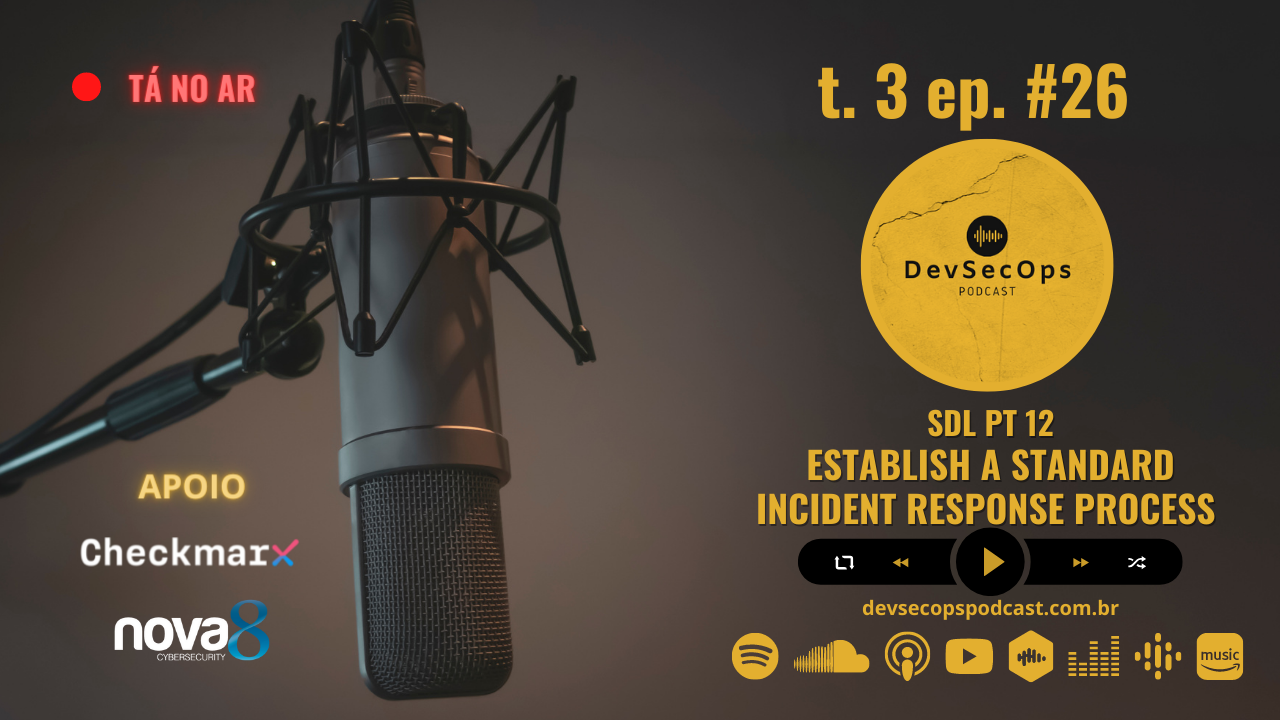 TÁ NO AR
APOIO
Checkmarx
nova8
CYBERSECURITY
t. 3 ep. #26
DevSecOps
PODCAST
SDL PT 12
ESTABLISH A STANDARD
INCIDENT RESPONSE PROCESS
devsecopspodcast.com.br
music